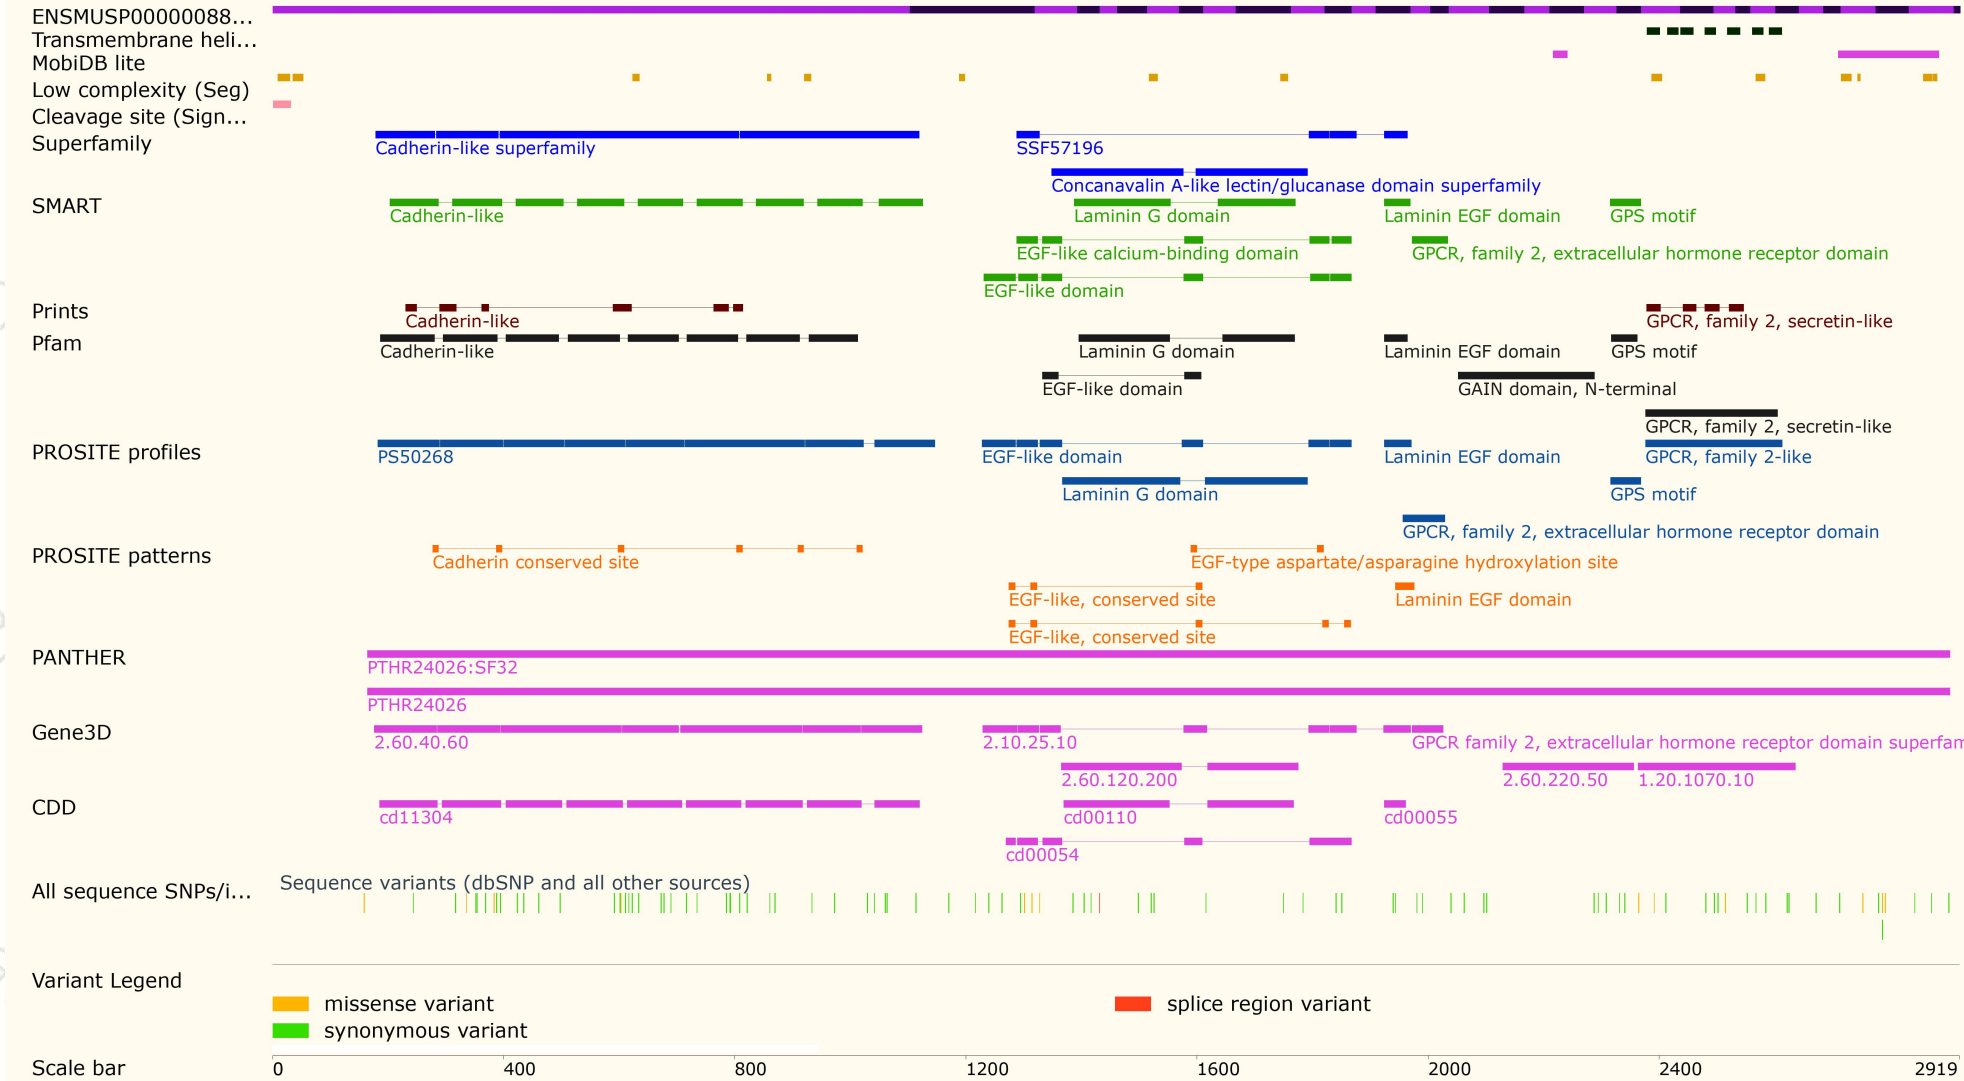 ENSMUSP00000088...
Transmembrane heli...
MobiDB lite
Low complexity (Seg)
Cleavage site (Sign...
Superfamily
Cadherin-like superfamily
SSF57196
Concanavalin A-like lectin/glucanase domain superfamily
SMART
Cadherin-like
Laminin G domain
Laminin EGF domain
GPS motif
EGF-like calcium-binding domain
GPCR, family 2, extracellular hormone receptor domain
EGF-like domain
Prints
Cadherin-like
GPCR, family 2, secretin-like
Pfam
Cadherin-like
Laminin G domain
Laminin EGF domain
GPS motif
EGF-like domain
GAIN domain, N-terminal
GPCR, family 2, secretin-like
PROSITE profiles
PS50268
EGF-like domain
Laminin EGF domain
GPCR, family 2-like
Laminin G domain
GPS motif
GPCR, family 2, extracellular hormone receptor domain
PROSITE patterns
Cadherin conserved site
EGF-type aspartate/asparagine hydroxylation site
EGF-like, conserved site
Laminin EGF domain
EGF-like, conserved site
PANTHER
PTHR24026:SF32
PTHR24026
Gene3D
2.60.40.60
2.10.25.10
GPCR family 2, extracellular hormone receptor domain superfam
2.60.120.200
2.60.220.50
1.20.1070.10
CDD
cd11304
cd00110
cd00055
cd00054
All sequence SNPs/i...
Sequence variants (dbSNP and all other sources)
Variant Legend
missense variant
splice region variant
synonymous variant
Scale bar
0 400 800 1200 1600 2000 2400 2919